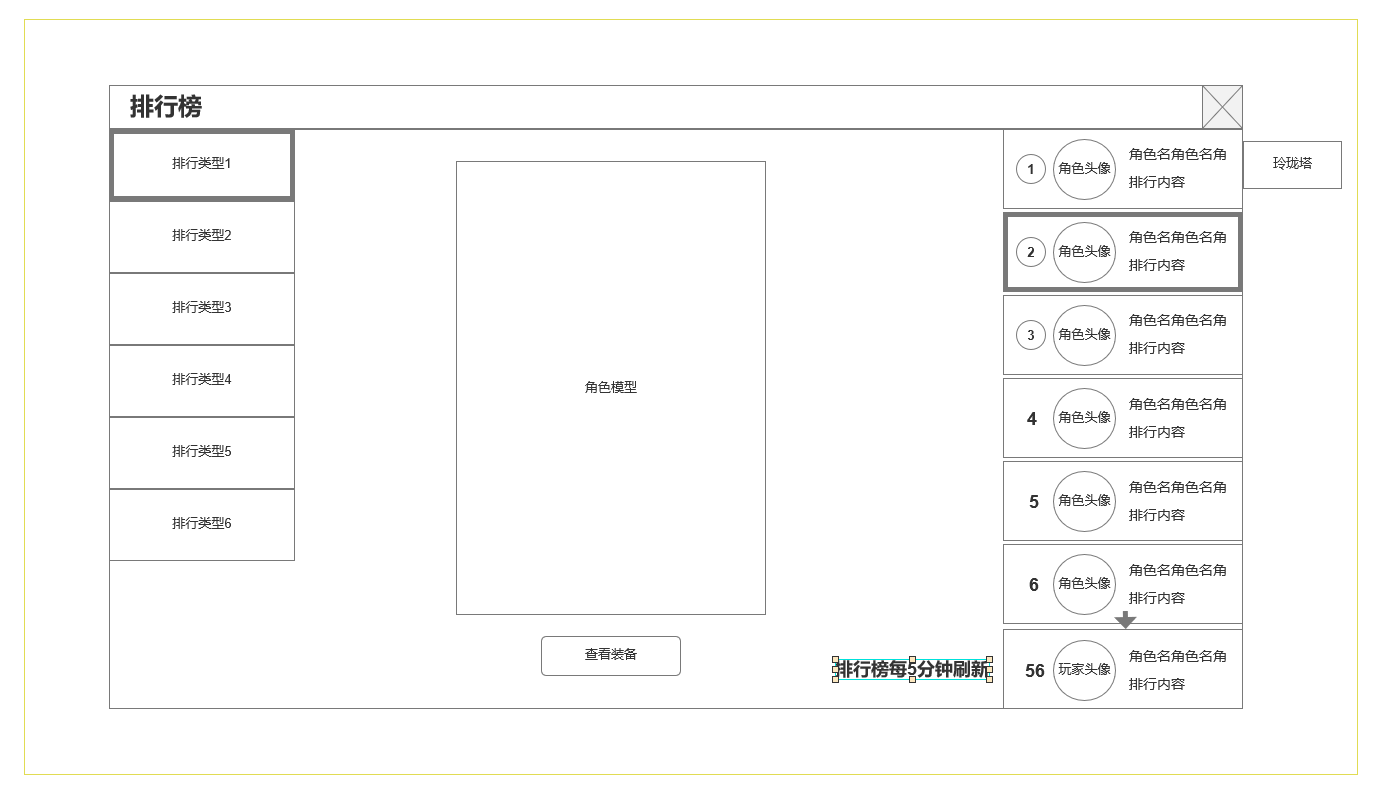 排行榜
排行类型1
排行类型2
排行类型3
排行类型4
排行类型5
排行类型6
角色模型
查看装备
排行榜每5分钟刷新
1
角色头像
角色名角色名角
排行内容
2
角色头像
角色名角色名角
排行内容
3
角色头像
角色名角色名角
排行内容
4
角色头像
角色名角色名角
排行内容
5
角色头像
角色名角色名角
排行内容
6
角色头像
角色名角色名角
排行内容
56
玩家头像
角色名角色名角
排行内容
玲珑塔